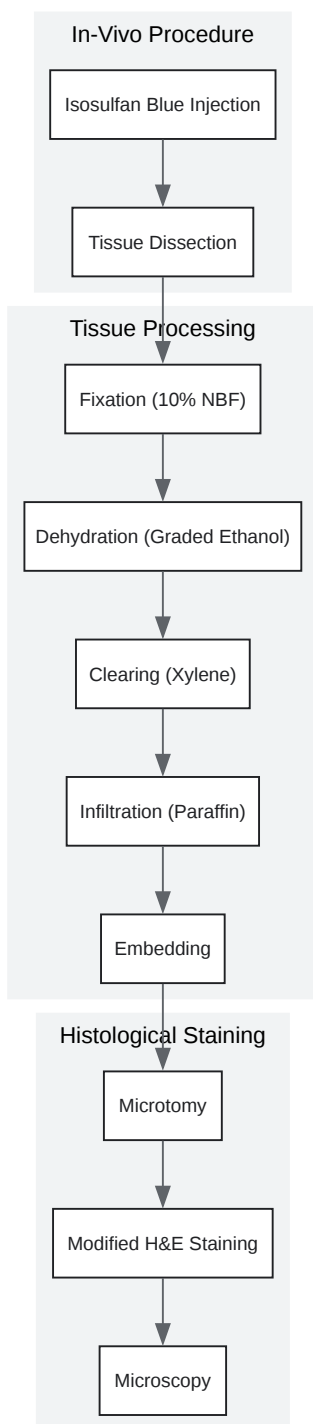 In-Vivo Procedure
Isosulfan Blue Injection
Tissue Dissection
Tissue Processing
Fixation (10% NBF)
Dehydration (Graded Ethanol)
Clearing (Xylene)
Infiltration (Paraffin)
Embedding
Histological Staining
Microtomy
Modified H&E Staining
Microscopy